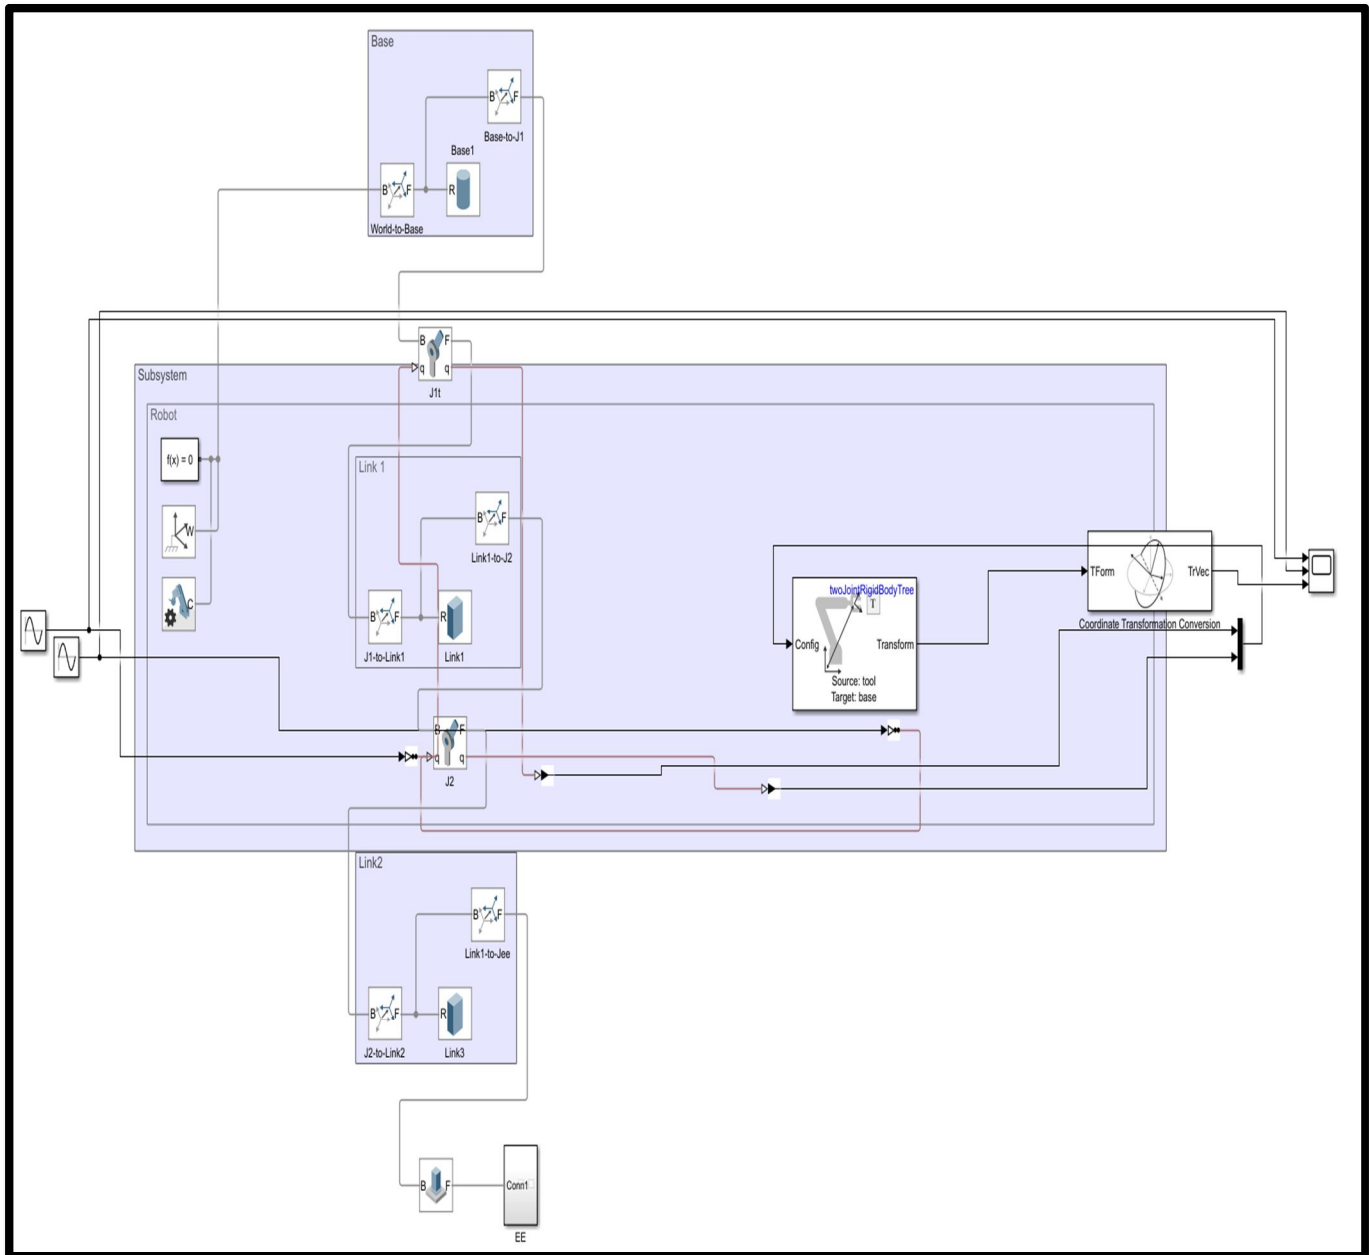 Base
B F
Base-to-J1
Base1
B F
R
World-to-Base
B F
q q
J1t
Subsystem
Robot
f(x) = 0
W
C
Link 1
B F
Link1-to-J2
B F
R
J1-to-Link1
Link1
twoJointRigidBodyTree
T
Config
Transform
Source: tool
Target: base
TForm
TrVec
Coordinate Transformation Conversion
B F
q q
J2
Link2
B F
Link1-to-Jee
B F
R
J2-to-Link2
Link3
B F
Conn1
EE